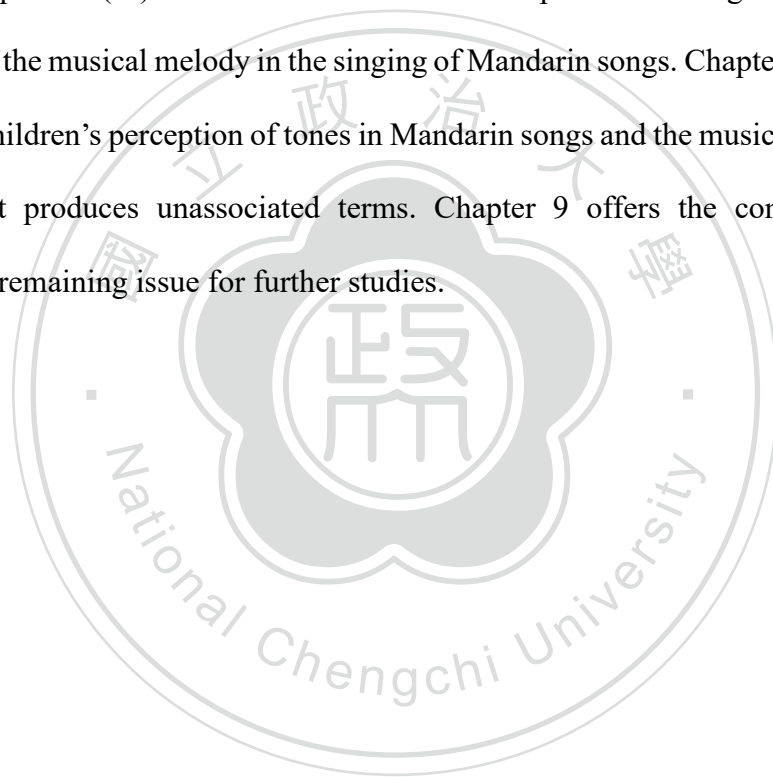 the musical melody in the singing of Mandarin songs. Chapte
hildren's perception of tones in Mandarin songs and the music
t produces unassociated terms. Chapter 9 offers the con
remaining issue for further studies.
國立政治大學
政
National Chengchi University